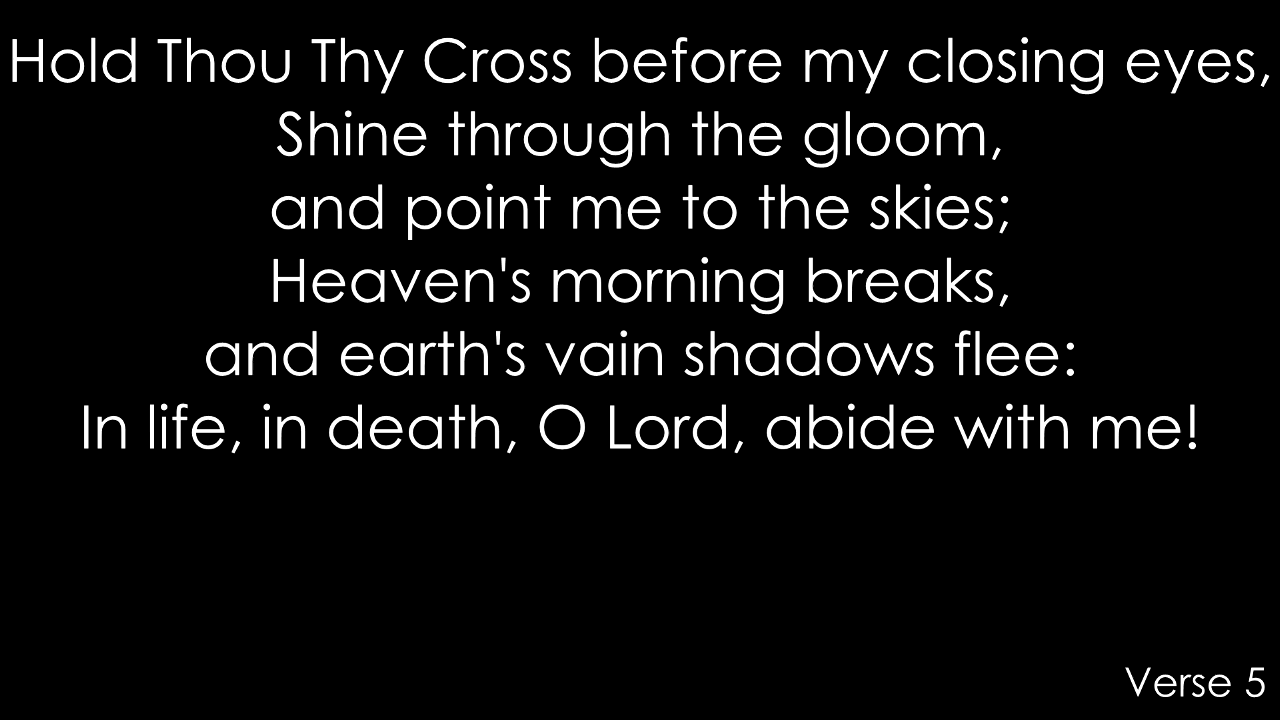 Hold Thou Thy Cross before my closing eyes,
Shine through the gloom,
and point me to the skies;
Heaven's morning breaks,
and earth's vain shadows flee:
In life, in death, O Lord, abide with me!
Verse 5